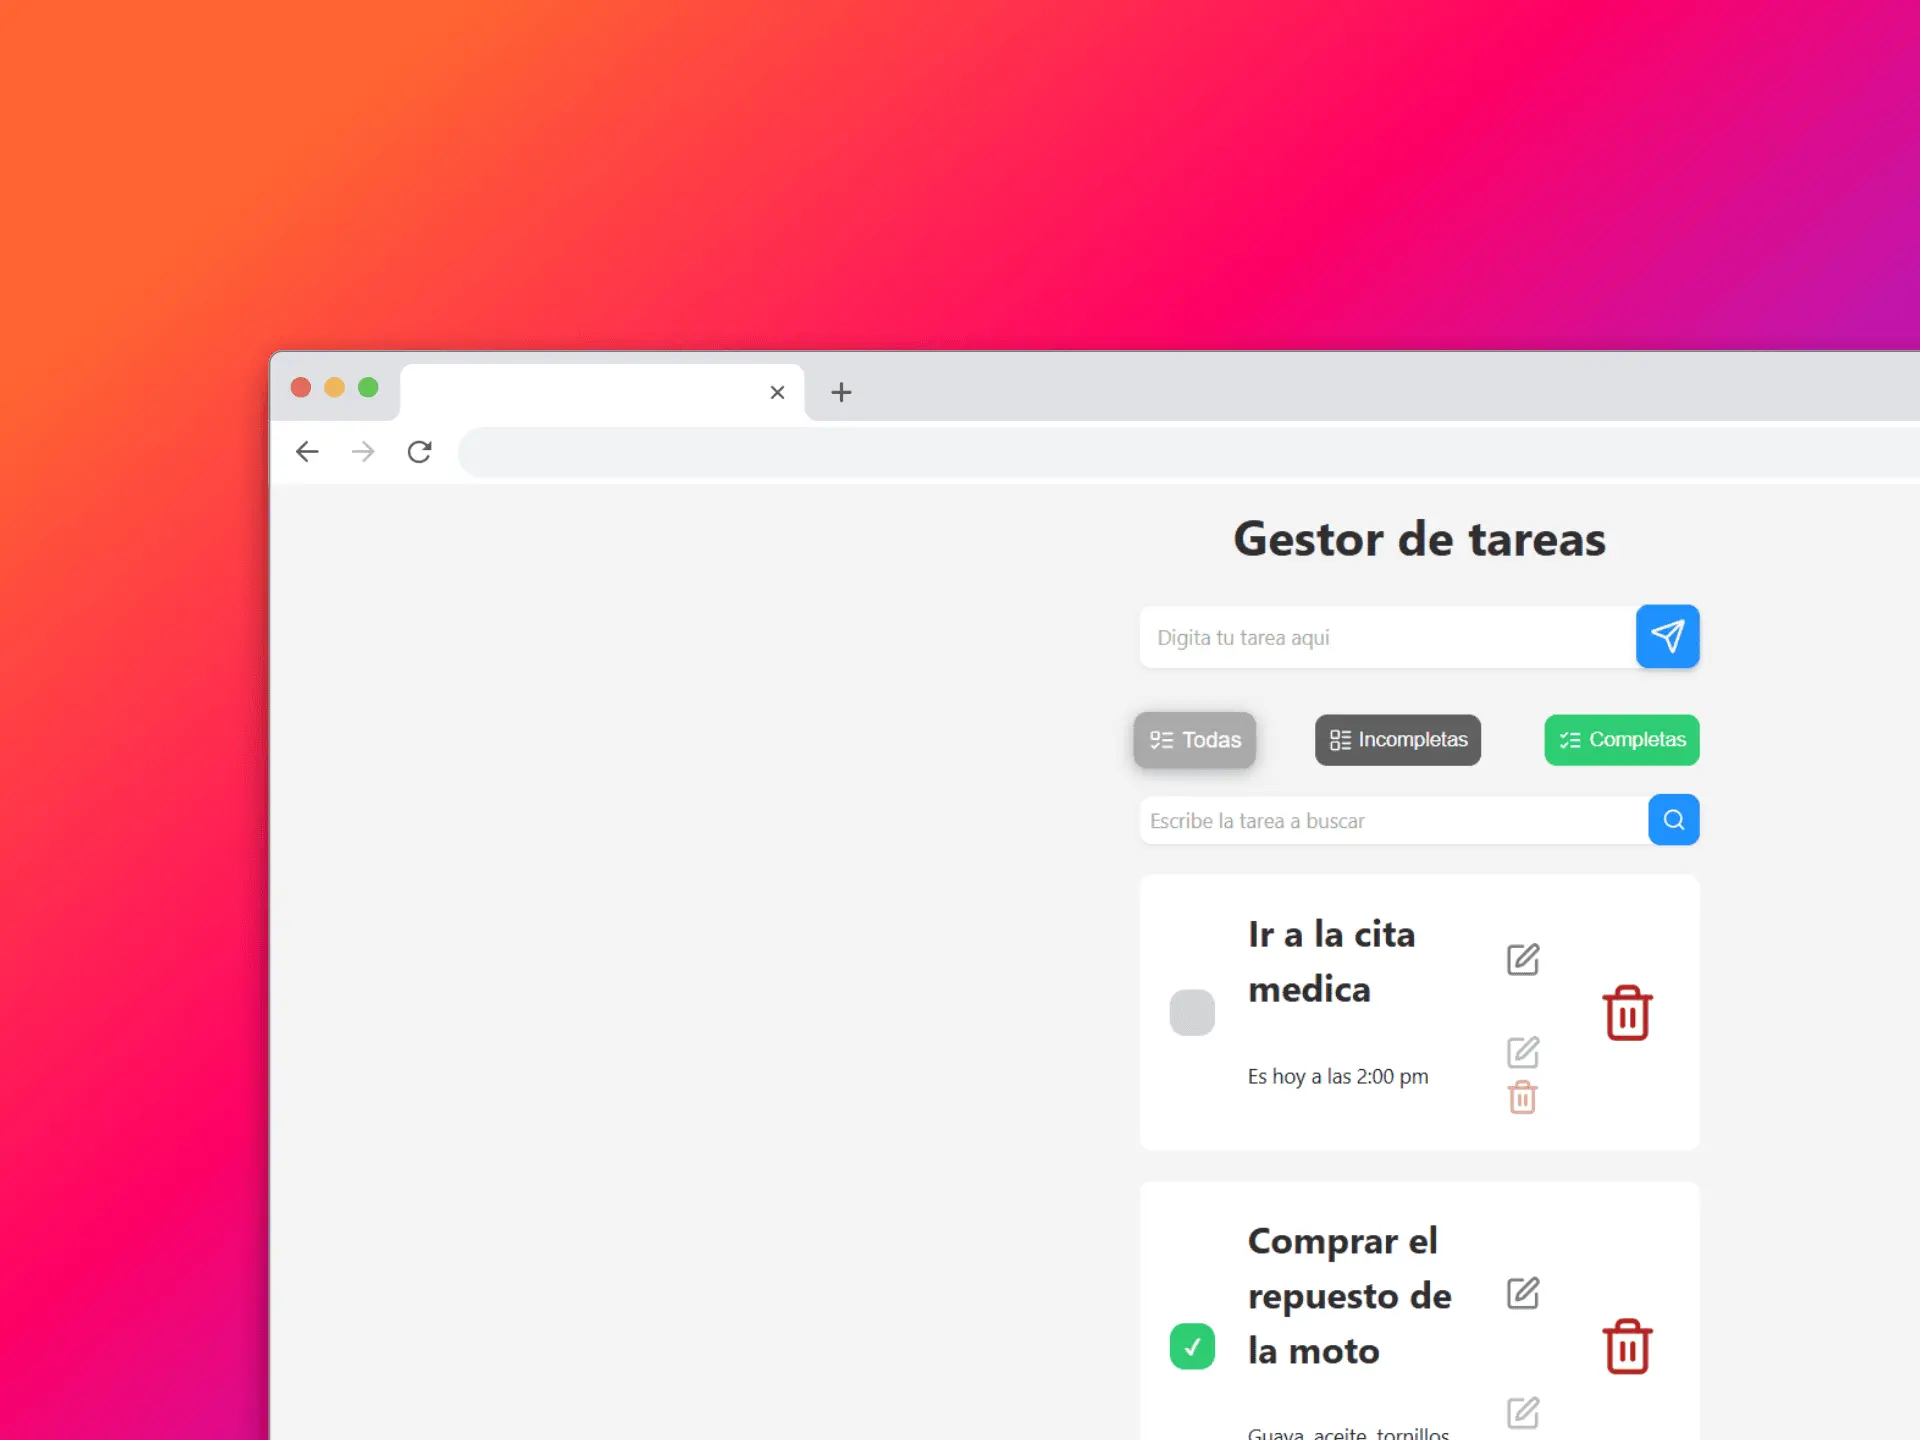 Gestor de tareas
Digita tu tarea aqui
Todas
Incompletas
Completas
Escribe la tarea a buscar
Ir a la cita
medica
Es hoy a las 2:00 pm
Comprar el
repuesto de
la moto
Guaya, aceite, tornillos